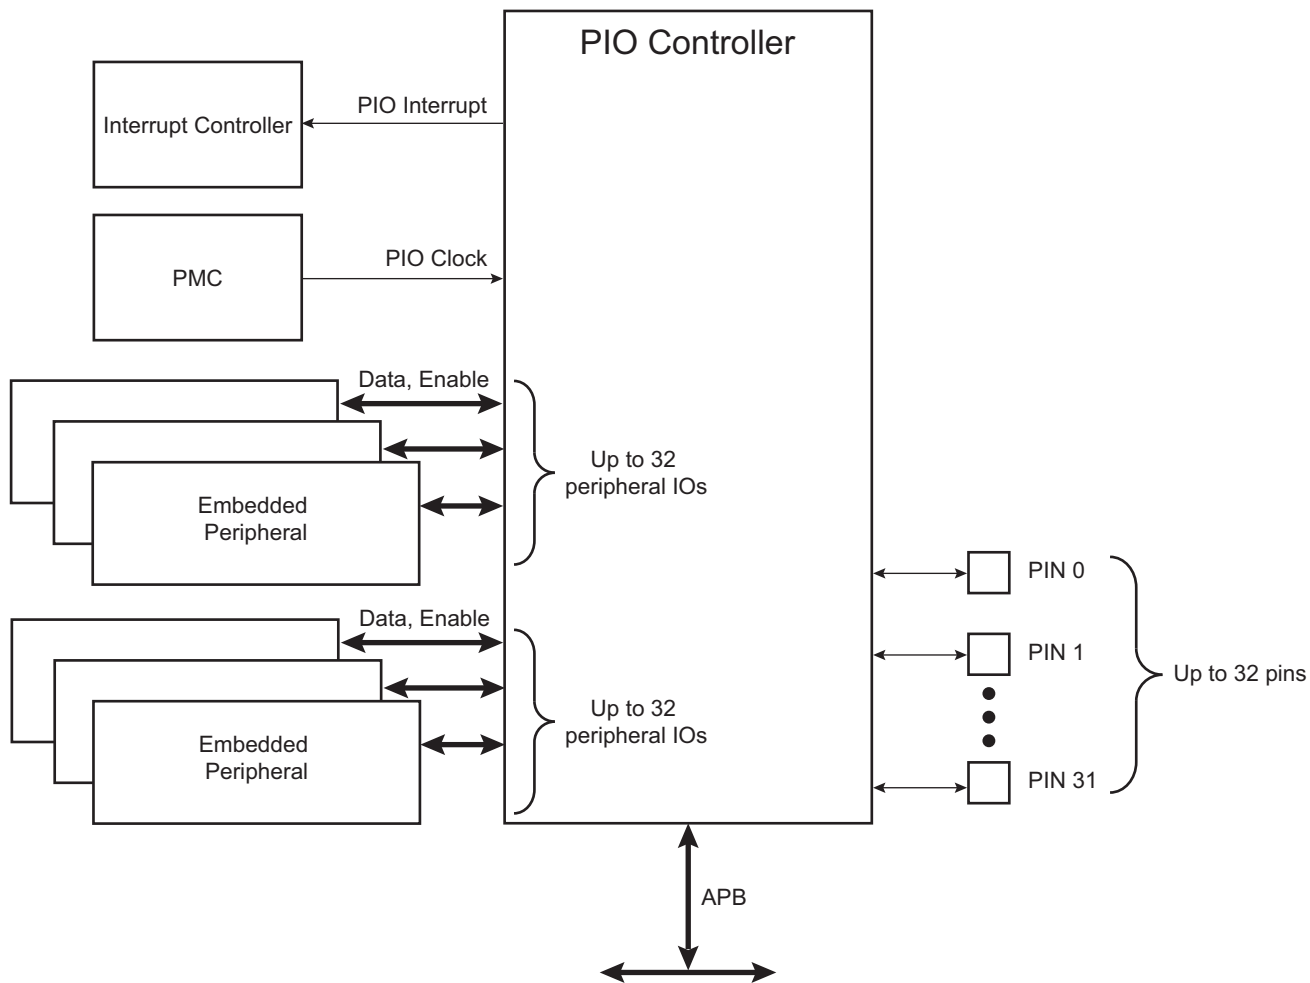 PIO Controller
PIO Interrupt
Interrupt Controller
PIO Clock
PMC
Data, Enable
Up to 32
peripheral IOs
Embedded
Peripheral
PIN 0
Data, Enable
PIN 1
Up to 32 pins
Up to 32
peripheral IOs
Embedded
Peripheral
PIN 31
APB